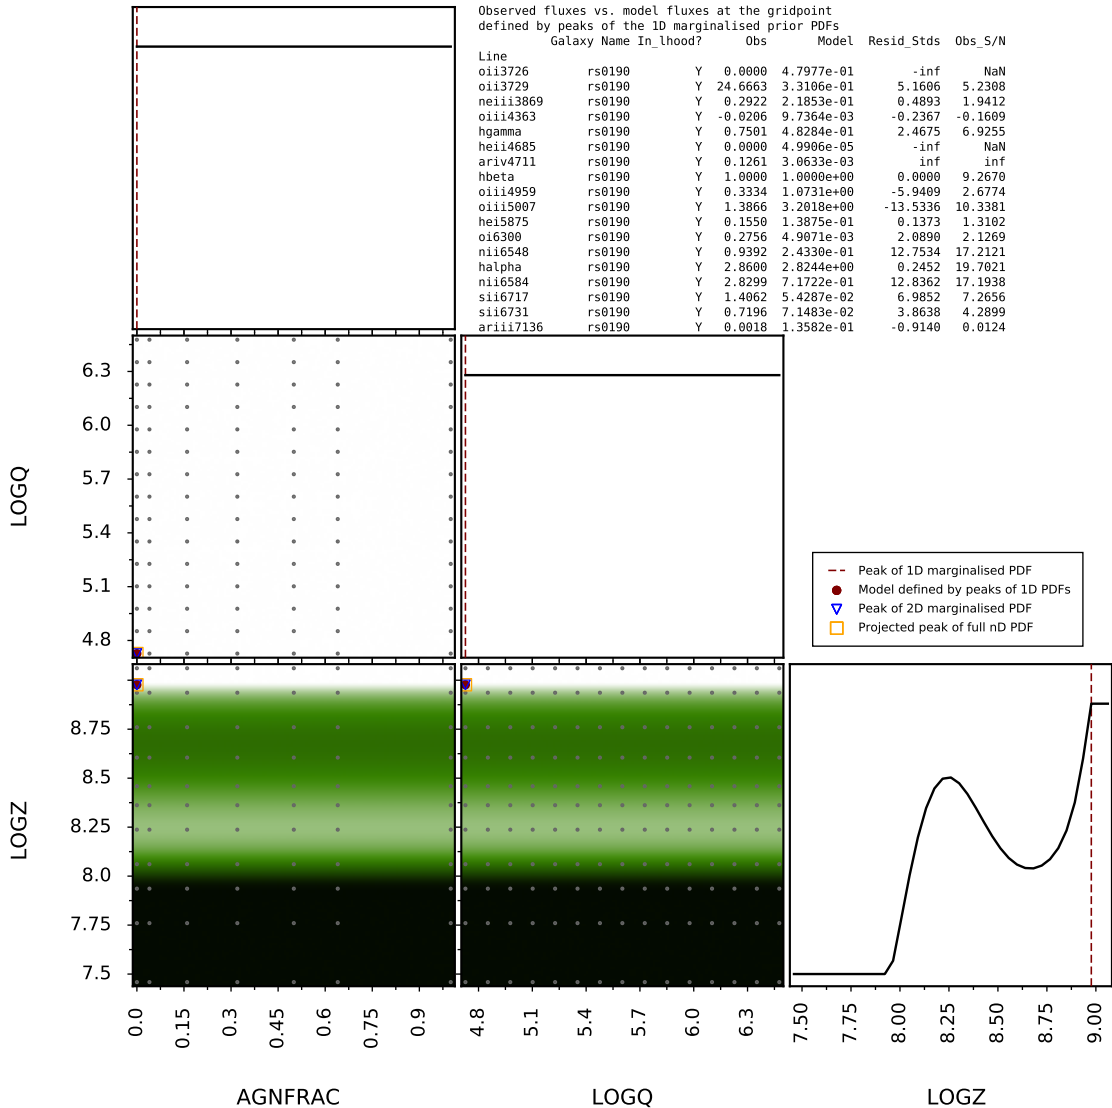 Observed fluxes vs. model fluxes at the gridpoint
defined by peaks of the 1D marginalised prior PDFs
Galaxy Name In_lhood? Obs Model Resid_Stds Obs_S/N
Line
oii3726 rs0190 Y 0.0000 4.7977e-01 -inf NaN
oii3729 rs0190 Y 24.6663 3.3106e-01 5.1606 5.2308
neiii3869 rs0190 Y 0.2922 2.1853e-01 0.4893 1.9412
oiii4363 rs0190 Y -0.0206 9.7364e-03 -0.2367 -0.1609
hgamma rs0190 Y 0.7501 4.8284e-01 2.4675 6.9255
heii4685 rs0190 Y 0.0000 4.9906e-05 -inf NaN
ariv4711 rs0190 Y 0.1261 3.0633e-03 inf inf
hbeta rs0190 Y 1.0000 1.0000e+00 0.0000 9.2670
oiii4959 rs0190 Y 0.3334 1.0731e+00 -5.9409 2.6774
oiii5007 rs0190 Y 1.3866 3.2018e+00 -13.5336 10.3381
hei5875 rs0190 Y 0.1550 1.3875e-01 0.1373 1.3102
oi6300 rs0190 Y 0.2756 4.9071e-03 2.0890 2.1269
nii6548 rs0190 Y 0.9392 2.4330e-01 12.7534 17.2121
halpha rs0190 Y 2.8600 2.8244e+00 0.2452 19.7021
nii6584 rs0190 Y 2.8299 7.1722e-01 12.8362 17.1938
sii6717 rs0190 Y 1.4062 5.4287e-02 6.9852 7.2656
sii6731 rs0190 Y 0.7196 7.1483e-02 3.8638 4.2899
ariii7136 rs0190 Y 0.0018 1.3582e-01 -0.9140 0.0124
LOGQ
6.3
6.0
5.7
5.4
5.1
4.8
Peak of 1D marginalised PDF
Model defined by peaks of 1D PDFs
Peak of 2D marginalised PDF
Projected peak of full nD PDF
LOGZ
8.75
8.5
8.25
8.0
7.75
7.5
0.0 0.15 0.3 0.45 0.6 0.75 0.9
4.8 5.1 5.4 5.7 6.0 6.3
7.50 7.75 8.00 8.25 8.50 8.75 9.00
AGNFRAC LOGQ LOGZ